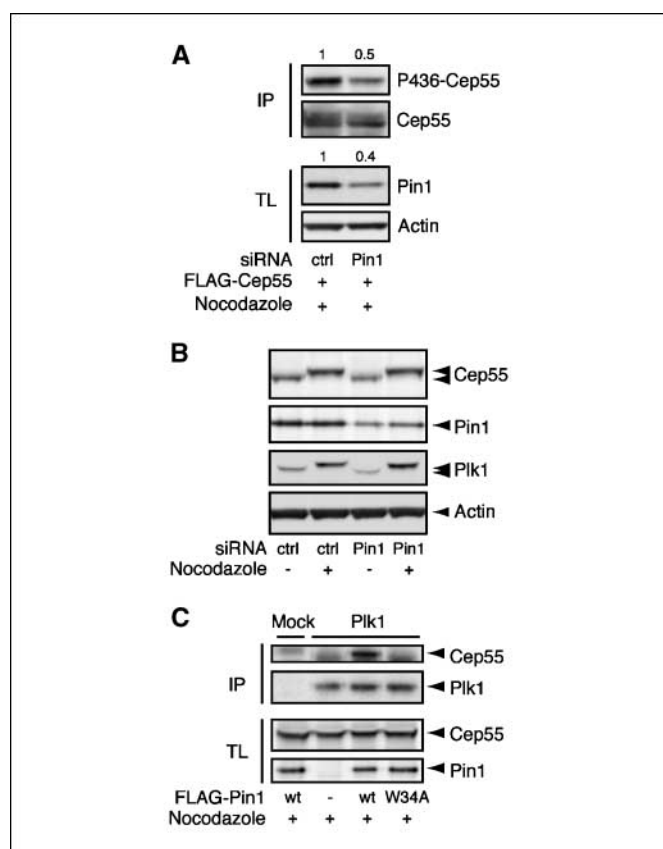 A
1 0.5
P436-Cep55
IP
Cep55
1 0.4
Pin1
TL
Actin
siRNA ctrl Pin1
FLAG-Cep55 + +
Nocodazole + +
B
Cep55
Pin1
Plk1
Actin
siRNA ctrl ctrl Pin1 Pin1
Nocodazole - + - +
C
Mock Plk1
Cep55
IP
Plk1
Cep55
TL
Pin1
FLAG-Pin1 wt - wt W34A
Nocodazole + + + +